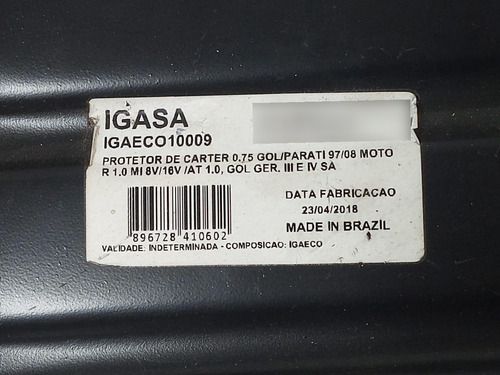 IGASA
IGAECO10009
PROTETOR DE CARTER 0.75 GOL/PARATI 97/08 MOTO
R 1.0 MI 8V/16V /AT 1.0, GOL GER. III E IV SA
DATA FABRICACAO
23/04/2018
MADE IN BRAZIL
896728 410602
VALIDADE: INDETERMINADA - COMPOSICAO: IGAECO